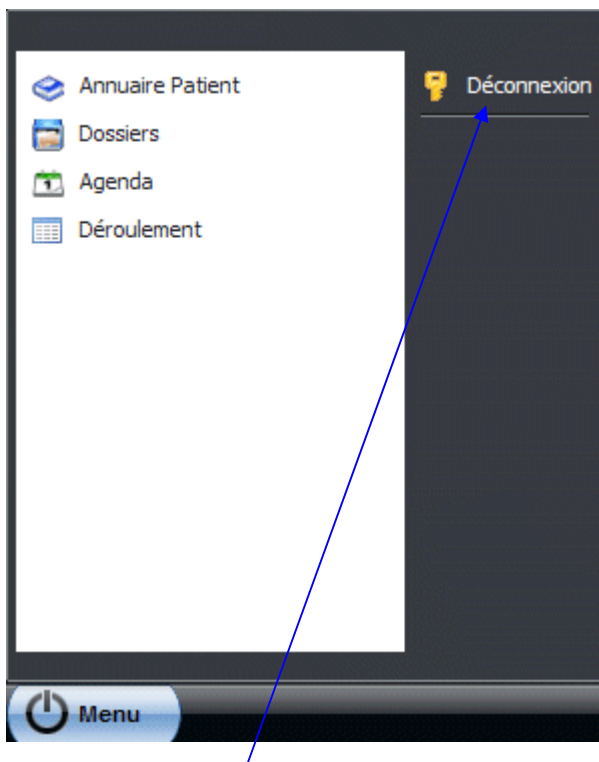 Annuaire Patient
Dossiers
Agenda
Déroulement
Déconnexion
Menu